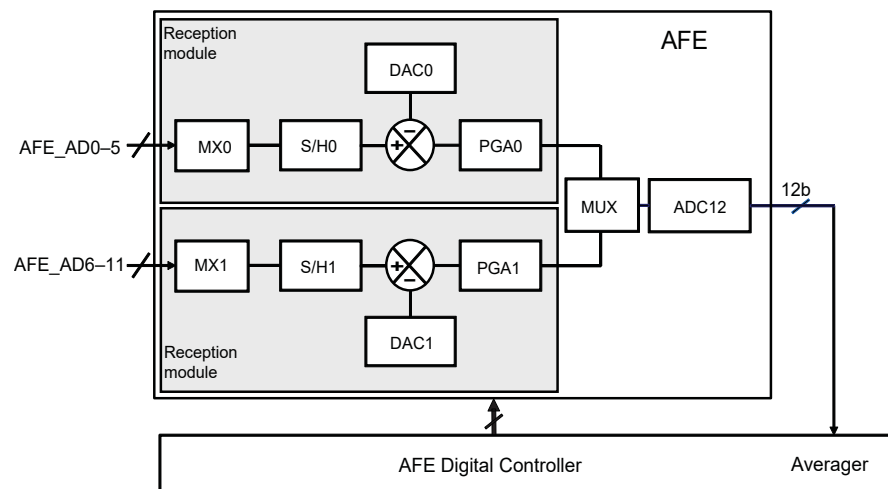 Reception
module
AFE
DAC0
−
AFE_AD0–5
MX0
S/H0
+
PGA0
12b
MUX
ADC12
AFE_AD6–11
MX1
S/H1
+
−
PGA1
DAC1
Reception
module
AFE Digital Controller
Averager